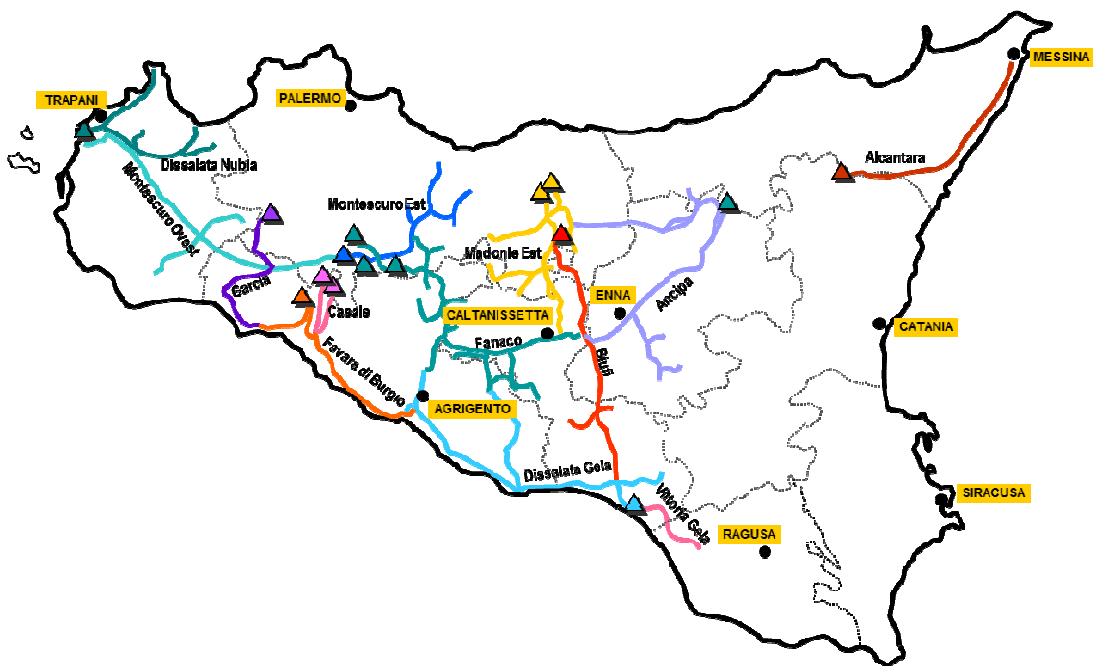 MESSINA
TRAPANI
PALERMO
Dissalata Nubia
Alcantara
Montescuro Ovest
Montescuro Est
Madonie Est
Garcia
Casale
ENNA
Ancipa
CALTANISSETTA
Fanaco
CATANIA
Favara di Burgio
Blufi
AGRIGENTO
Dissalata Gela
Vittoria Gela
SIRACUSA
RAGUSA